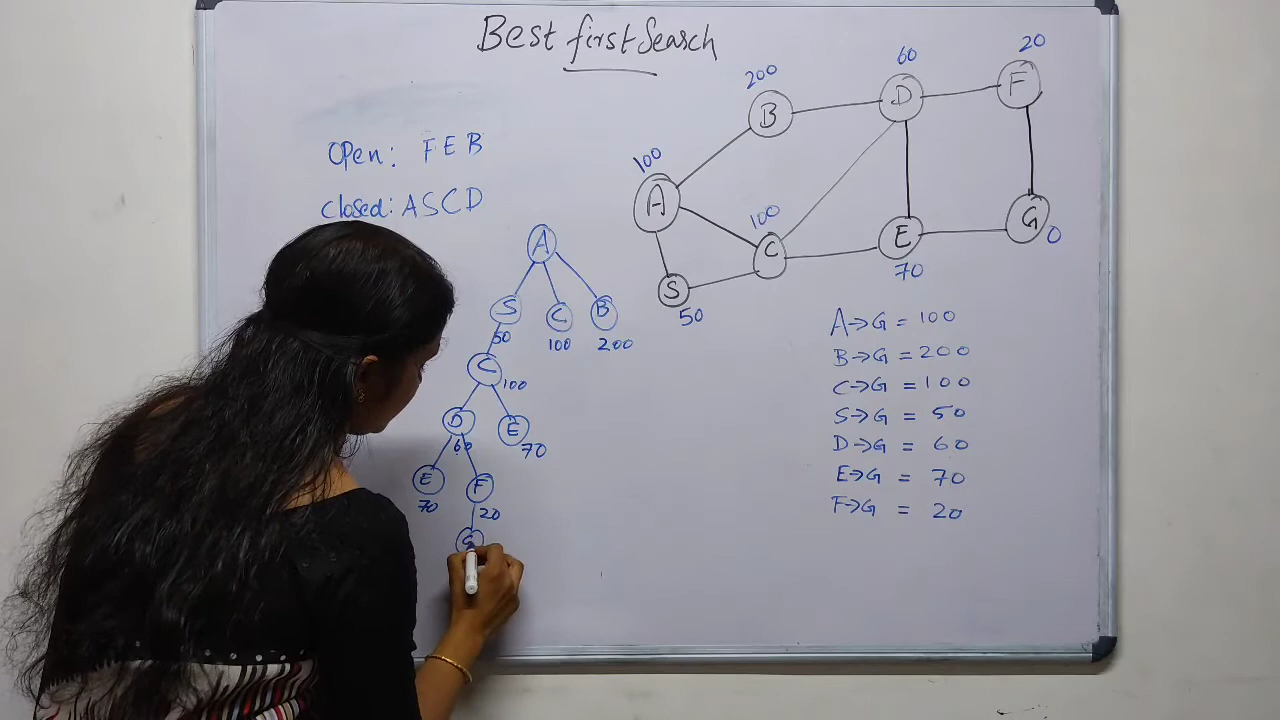 Best first Search
Open: F E B
Closed: A S C D
A
S C B
50 100 200
C
100
D E
60 70
E F
70 20
G
200 60 20
B D F
100
A
100
C E G
0
S
50 70
A→G = 100
B→G = 200
C→G = 100
S→G = 50
D→G = 60
E→G = 70
F→G = 20